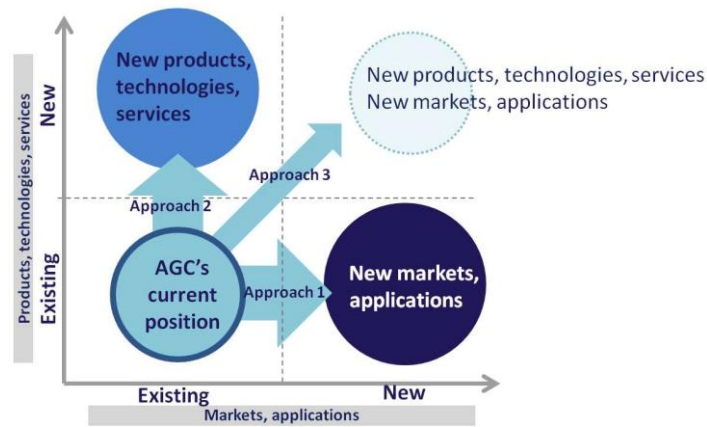 New products,
technologies,
services
New products, technologies, services
New markets, applications
Approach 3
Approach 2
AGC's
current
position
Approach 1
New markets,
applications
Products, technologies, services
New
Existing
Existing
New
Markets, applications